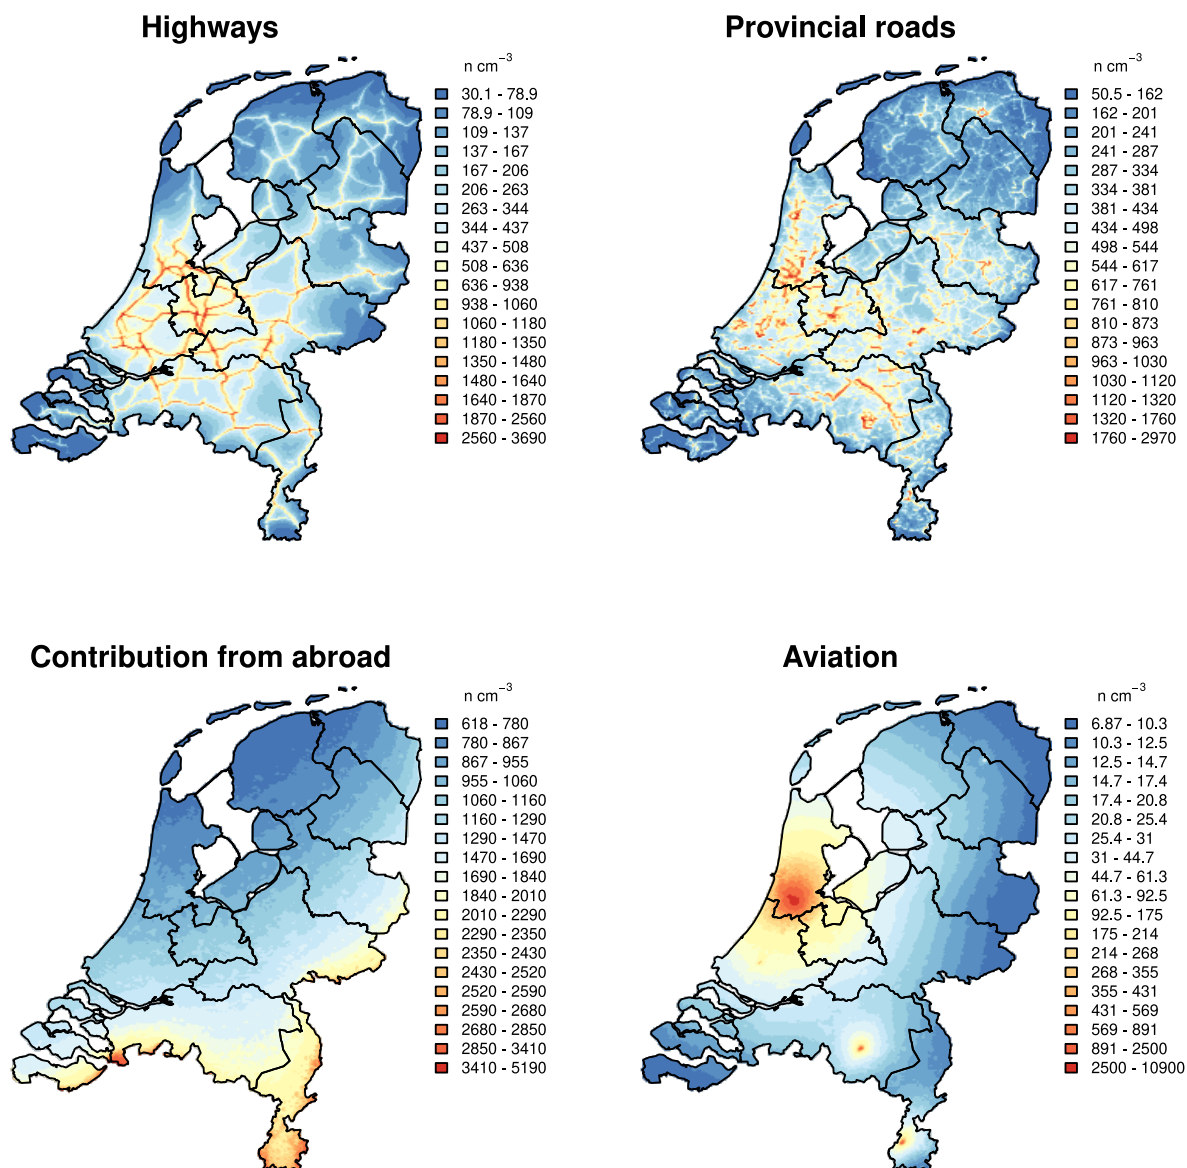 Highways
n cm⁻³
30.1 - 78.9
78.9 - 109
109 - 137
137 - 167
167 - 206
206 - 263
263 - 344
344 - 437
437 - 508
508 - 636
636 - 938
938 - 1060
1060 - 1180
1180 - 1350
1350 - 1480
1480 - 1640
1640 - 1870
1870 - 2560
2560 - 3690
Provincial roads
n cm⁻³
50.5 - 162
162 - 201
201 - 241
241 - 287
287 - 334
334 - 381
381 - 434
434 - 498
498 - 544
544 - 617
617 - 761
761 - 810
810 - 873
873 - 963
963 - 1030
1030 - 1120
1120 - 1320
1320 - 1760
1760 - 2970
Contribution from abroad
n cm⁻³
618 - 780
780 - 867
867 - 955
955 - 1060
1060 - 1160
1160 - 1290
1290 - 1470
1470 - 1690
1690 - 1840
1840 - 2010
2010 - 2290
2290 - 2350
2350 - 2430
2430 - 2520
2520 - 2590
2590 - 2680
2680 - 2850
2850 - 3410
3410 - 5190
Aviation
n cm⁻³
6.87 - 10.3
10.3 - 12.5
12.5 - 14.7
14.7 - 17.4
17.4 - 20.8
20.8 - 25.4
25.4 - 31
31 - 44.7
44.7 - 61.3
61.3 - 92.5
92.5 - 175
175 - 214
214 - 268
268 - 355
355 - 431
431 - 569
569 - 891
891 - 2500
2500 - 10900